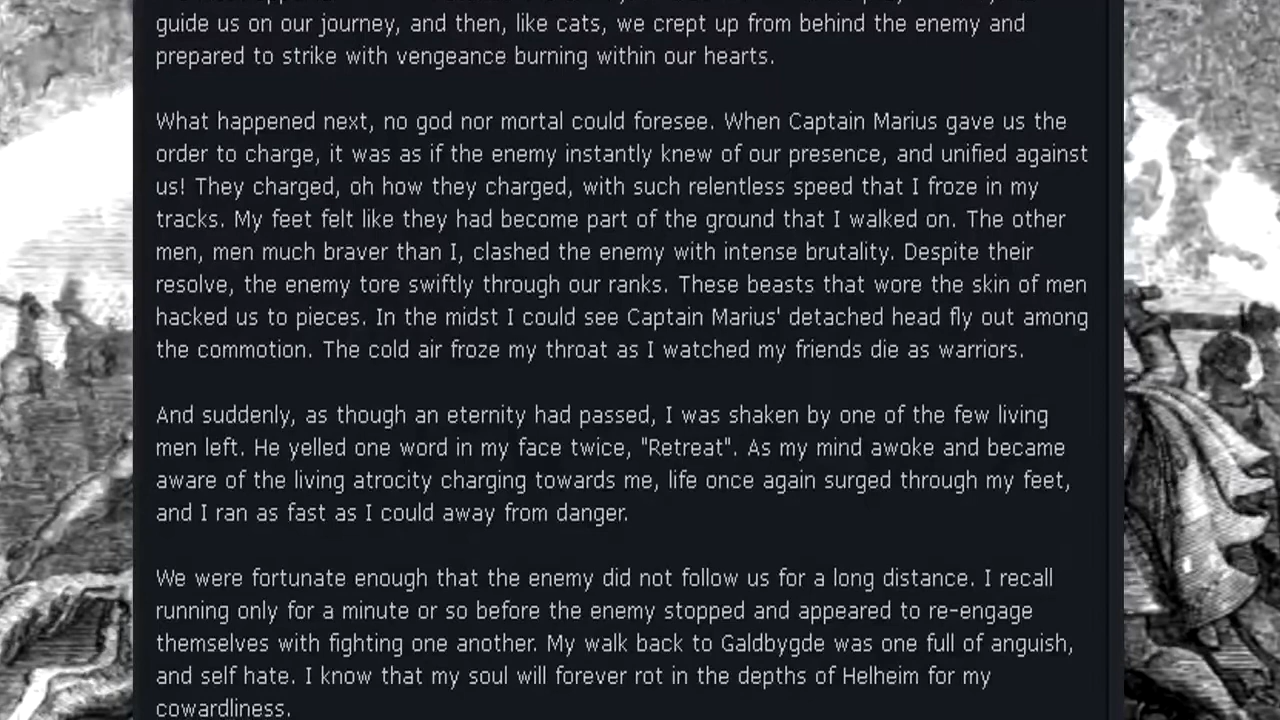 guide us on our journey, and then, like cats, we crept up from behind the enemy and
prepared to strike with vengeance burning within our hearts.
What happened next, no god nor mortal could foresee. When Captain Marius gave us the
order to charge, it was as if the enemy instantly knew of our presence, and unified against
us! They charged, oh how they charged, with such relentless speed that I froze in my
tracks. My feet felt like they had become part of the ground that I walked on. The other
men, men much braver than I, clashed the enemy with intense brutality. Despite their
resolve, the enemy tore swiftly through our ranks. These beasts that wore the skin of men
hacked us to pieces. In the midst I could see Captain Marius' detached head fly out among
the commotion. The cold air froze my throat as I watched my friends die as warriors.
And suddenly, as though an eternity had passed, I was shaken by one of the few living
men left. He yelled one word in my face twice, "Retreat". As my mind awoke and became
aware of the living atrocity charging towards me, life once again surged through my feet,
and I ran as fast as I could away from danger.
We were fortunate enough that the enemy did not follow us for a long distance. I recall
running only for a minute or so before the enemy stopped and appeared to re-engage
themselves with fighting one another. My walk back to Galdbygde was one full of anguish,
and self hate. I know that my soul will forever rot in the depths of Helheim for my
cowardliness.